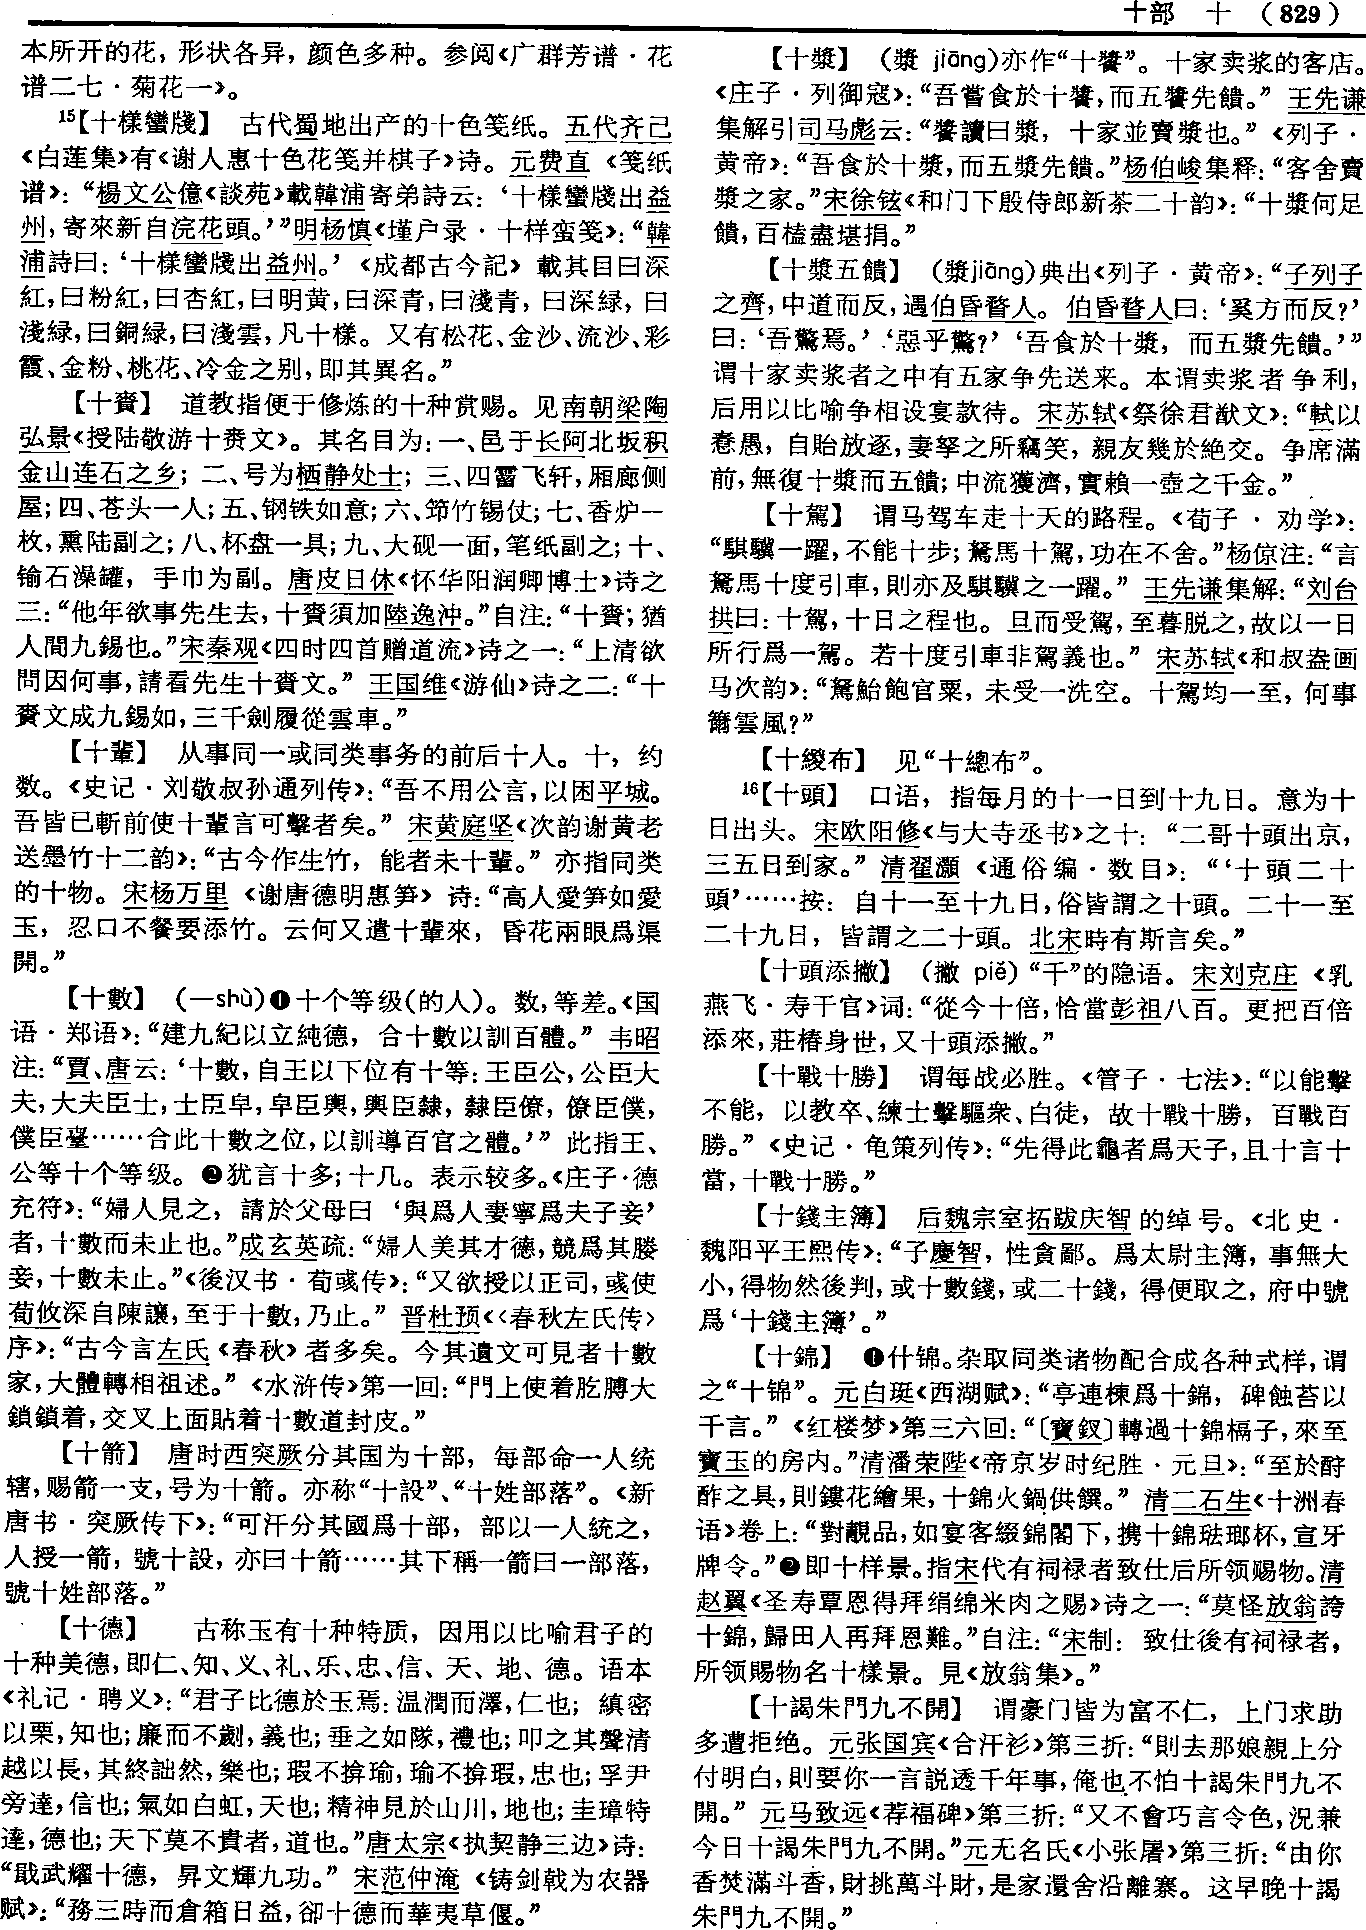 十部 十 （829）
本所开的花，形状各异，颜色多种。参阅《广群芳谱·花
谱二七·菊花一》。
15【十樣蠻牋】 古代蜀地出产的十色笺纸。五代齐己
《白莲集》有《谢人惠十色花笺并棋子》诗。元费直《笺纸
谱》：“楊文公億《談苑》載韓浦寄弟詩云：‘十樣蠻牋出益
州，寄來新自浣花頭。’”明杨慎《墐户录·十样蛮笺》：“韓
浦詩曰：‘十樣蠻牋出益州。’《成都古今記》載其目曰深
紅，曰粉紅，曰杏紅，曰明黃，曰深青，曰淺青，曰深緑，曰
淺緑，曰銅緑，曰淺雲，凡十樣。又有松花、金沙、流沙、彩
霞、金粉、桃花、冷金之别，即其異名。”
【十賚】 道教指便于修炼的十种赏赐。见南朝梁陶
弘景《授陆敬游十赉文》。其名目为：一、邑于长阿北坂积
金山连石之乡；二、号为栖静处士；三、四霤飞轩，厢廊侧
屋；四、苍头一人；五、钢铁如意；六、笻竹锡仗；七、香炉一
枚，熏陆副之；八、杯盘一具；九、大砚一面，笔纸副之；十、
锦石澡罐，手巾为副。唐皮日休《怀华阳润卿博士》诗之
三：“他年欲事先生去，十賚須加陸逸沖。”自注：“十賚；猶
人間九錫也。”宋秦观《四时四首赠道流》诗之一：“上清欲
問因何事，請看先生十賚文。”王国维《游仙》诗之二：“十
賚文成九錫如，三千劍履從雲車。”
【十輩】 从事同一或同类事务的前后十人。十，约
数。《史记·刘敬叔孙通列传》：“吾不用公言，以困平城。
吾皆已斬前使十輩言可擊者矣。”宋黄庭坚《次韵谢黄老
送墨竹十二韵》：“古今作生竹，能者未十輩。”亦指同类
的十物。宋杨万里《谢唐德明惠笋》诗：“高人愛笋如愛
玉，忍口不餐要添竹。云何又遣十輩來，昏花兩眼爲渠
開。”
【十數】 （—shù）❶十个等级（的人）。数，等差。《国
语·郑语》：“建九紀以立純德，合十數以訓百體。”韦昭
注：“賈、唐云：‘十數，自王以下位有十等：王臣公，公臣大
夫，大夫臣士，士臣皁，皁臣輿，輿臣隸，隸臣僚，僚臣僕，
僕臣臺……合此十數之位，以訓導百官之體。’”此指王、
公等十个等级。❷犹言十多；十几。表示较多。《庄子·德
充符》：“婦人見之，請於父母曰‘與爲人妻寧爲夫子妾’
者，十數而未止也。”成玄英疏：“婦人美其才德，競爲其媵
妾，十數未止。”《後汉书·荀彧传》：“又欲授以正司，彧使
荀攸深自陳讓，至于十數，乃止。”晋杜预《〈春秋左氏传〉
序》：“古今言左氏《春秋》者多矣。今其遺文可見者十數
家，大體轉相祖述。”《水浒传》第一回：“門上使着肐膊大
鎖鎖着，交叉上面貼着十數道封皮。”
【十箭】 唐时西突厥分其国为十部，每部命一人统
辖，赐箭一支，号为十箭。亦称“十設”、“十姓部落”。《新
唐书·突厥传下》：“可汗分其國爲十部，部以一人統之，
人授一箭，號十設，亦曰十箭……其下稱一箭曰一部落，
號十姓部落。”
【十德】 古称玉有十种特质，因用以比喻君子的
十种美德，即仁、知、义、礼、乐、忠、信、天、地、德。语本
《礼记·聘义》：“君子比德於玉焉：温潤而澤，仁也；縝密
以栗，知也；廉而不劌，義也；垂之如隊，禮也；叩之其聲清
越以長，其終詘然，樂也；瑕不揜瑜，瑜不揜瑕，忠也；孚尹
旁達，信也；氣如白虹，天也；精神見於山川，地也；圭璋特
達，德也；天下莫不貴者，道也。”唐太宗《执契静三边》诗：
“戢武耀十德，昇文輝九功。”宋范仲淹《铸剑戟为农器
赋》：“務三時而倉箱日益，卻十德而華夷草偃。”
【十漿】 （漿 jiāng）亦作“十饗”。十家卖浆的客店。
《庄子·列御寇》：“吾嘗食於十饗，而五饗先饋。”王先谦
集解引司马彪云：“饗讀曰漿，十家並賣漿也。”《列子·
黄帝》：“吾食於十漿，而五漿先饋。”杨伯峻集释：“客舍賣
漿之家。”宋徐铉《和门下殷侍郎新茶二十韵》：“十漿何足
饋，百榼盡堪捐。”
【十漿五饋】 （漿jiāng）典出《列子·黄帝》：“子列子
之齊，中道而反，遇伯昏瞀人。伯昏瞀人曰：‘奚方而反？’
曰：‘吾驚焉。’‘惡乎驚？’‘吾食於十漿，而五漿先饋。’”
谓十家卖浆者之中有五家争先送来。本谓卖浆者争利，
后用以比喻争相设宴款待。宋苏轼《祭徐君猷文》：“軾以
惷愚，自貽放逐，妻孥之所竊笑，親友幾於絶交。争席滿
前，無復十漿而五饋；中流獲濟，實賴一壺之千金。”
【十駕】 谓马驾车走十天的路程。《荀子·劝学》：
“騏驥一躍，不能十步；駑馬十駕，功在不舍。”杨倞注：“言
駑馬十度引車，則亦及騏驥之一躍。”王先谦集解：“刘台
拱曰：十駕，十日之程也。旦而受駕，至暮脱之，故以一日
所行爲一駕。若十度引車非駕義也。”宋苏轼《和叔盎画
马次韵》：“駑駘飽官粟，未受一洗空。十駕均一至，何事
籋雲風？”
【十緵布】 见“十總布”。
16【十頭】 口语，指每月的十一日到十九日。意为十
日出头。宋欧阳修《与大寺丞书》之十：“二哥十頭出京，
三五日到家。”清翟灝《通俗编·数目》：“‘十頭二十
頭’……按：自十一至十九日，俗皆謂之十頭。二十一至
二十九日，皆謂之二十頭。北宋時有斯言矣。”
【十頭添撇】 （撇 piě）“千”的隐语。宋刘克庄《乳
燕飞·寿干官》词：“從今十倍，恰當彭祖八百。更把百倍
添來，莊椿身世，又十頭添撇。”
【十戰十勝】 谓每战必胜。《管子·七法》：“以能擊
不能，以教卒、練士擊驅衆、白徒，故十戰十勝，百戰百
勝。”《史记·龟策列传》：“先得此龜者爲天子，且十言十
當，十戰十勝。”
【十錢主簿】 后魏宗室拓跋庆智的绰号。《北史·
魏阳平王熙传》：“子慶智，性貪鄙。爲太尉主簿，事無大
小，得物然後判，或十數錢，或二十錢，得便取之，府中號
爲‘十錢主簿’。”
【十錦】 ❶什锦。杂取同类诸物配合成各种式样，谓
之“十锦”。元白珽《西湖赋》：“亭連棟爲十錦，碑蝕苔以
千言。”《红楼梦》第三六回：“〔寶釵〕轉過十錦槅子，來至
寶玉的房内。”清潘荣陛《帝京岁时纪胜·元旦》：“至於酬
酢之具，則鏤花繪果，十錦火鍋供饌。”清二石生《十洲春
语》卷上：“對靚品，如宴客綴錦閣下，携十錦琺瑯杯，宣牙
牌令。”❷即十样景。指宋代有祠禄者致仕后所领赐物。清
赵翼《圣寿覃恩得拜绢绵米肉之赐》诗之一：“莫怪放翁誇
十錦，歸田人再拜恩難。”自注：“宋制：致仕後有祠禄者，
所领賜物名十樣景。見《放翁集》。”
【十謁朱門九不開】 谓豪门皆为富不仁，上门求助
多遭拒绝。元张国宾《合汗衫》第三折：“則去那娘親上分
付明白，則要你一言説透千年事，俺也不怕十謁朱門九不
開。”元马致远《荐福碑》第三折：“又不會巧言令色，況兼
今日十謁朱門九不開。”元无名氏《小张屠》第三折：“由你
香焚滿斗香，財挑萬斗財，是家還舍沿離寨。这早晚十謁
朱門九不開。”